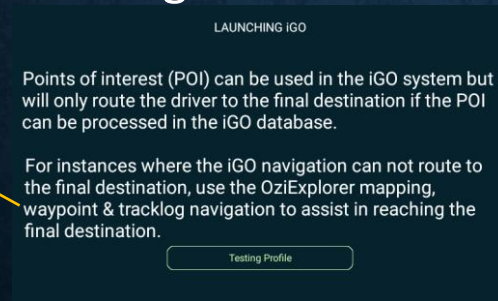 LAUNCHING iGO
Points of interest (POI) can be used in the iGO system but
will only route the driver to the final destination if the POI
can be processed in the iGO database.
For instances where the iGO navigation can not route to
the final destination, use the OziExplorer mapping,
waypoint & tracklog navigation to assist in reaching the
final destination.
Testing Profile